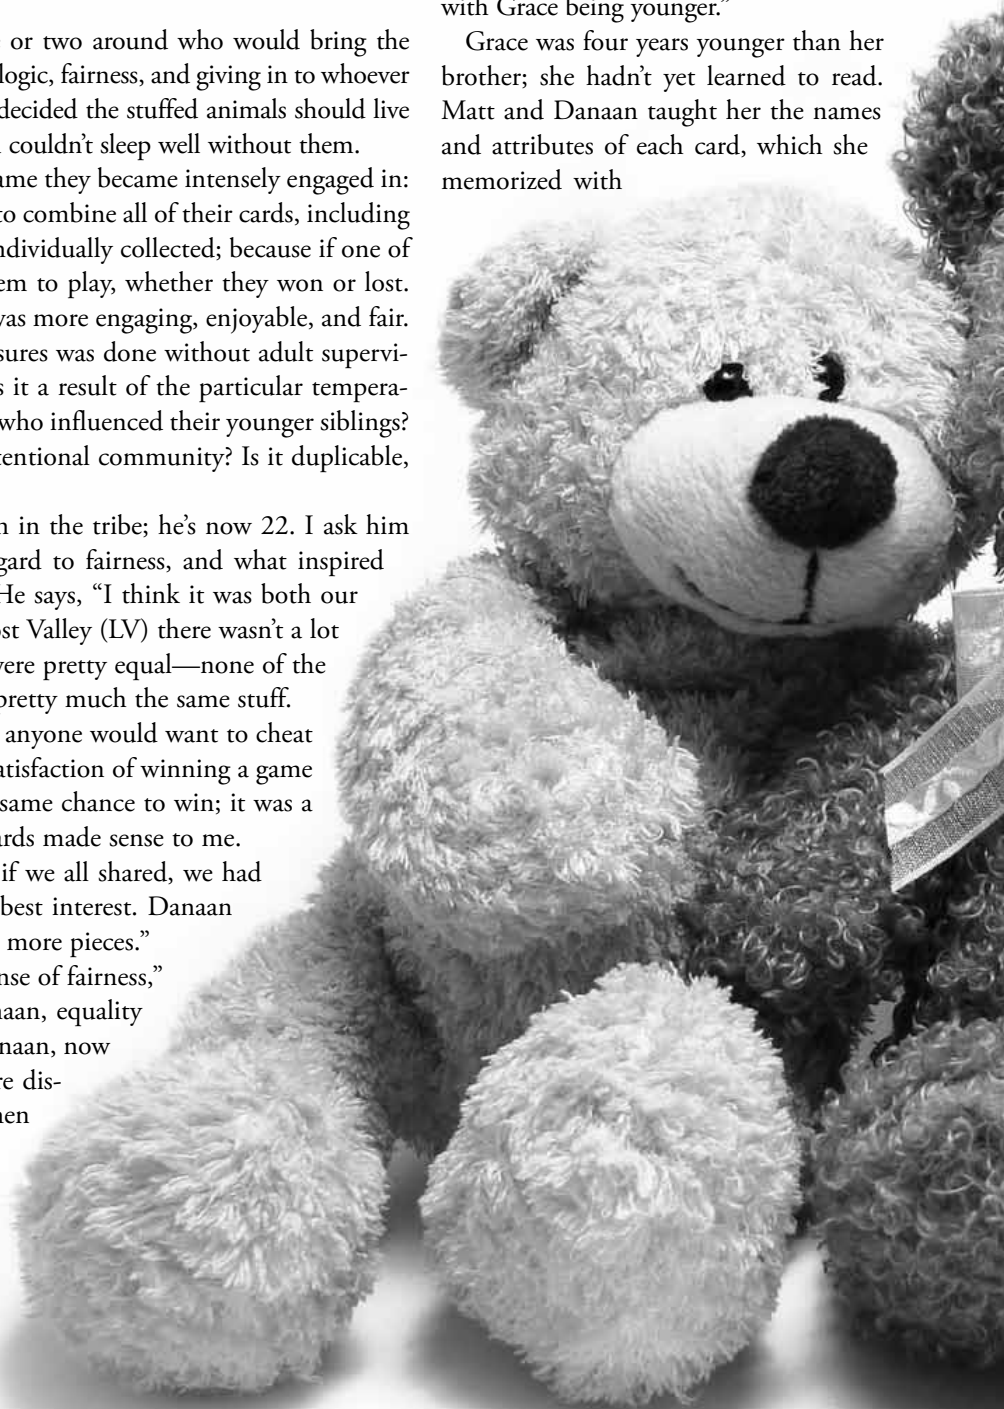 or two around who would bring the
logic, fairness, and giving in to whoever
decided the stuffed animals should live
couldn't sleep well without them.
ame they became intensely engaged in:
to combine all of their cards, including
ndividually collected; because if one of
em to play, whether they won or lost.
was more engaging, enjoyable, and fair.
sures was done without adult supervi-
s it a result of the particular tempera-
who influenced their younger siblings?
tentional community? Is it duplicable,
n in the tribe; he's now 22. I ask him
gard to fairness, and what inspired
He says, “I think it was both our
ost Valley (LV) there wasn't a lot
were pretty equal—none of the
pretty much the same stuff.
anyone would want to cheat
atisfaction of winning a game
same chance to win; it was a
ards made sense to me.
if we all shared, we had
best interest. Danaan
more pieces.”
nse of fairness,”
naan, equality
naan, now
re dis-
hen
with Grace being younger.”
Grace was four years younger than her
brother; she hadn't yet learned to read.
Matt and Danaan taught her the names
and attributes of each card, which she
memorized with